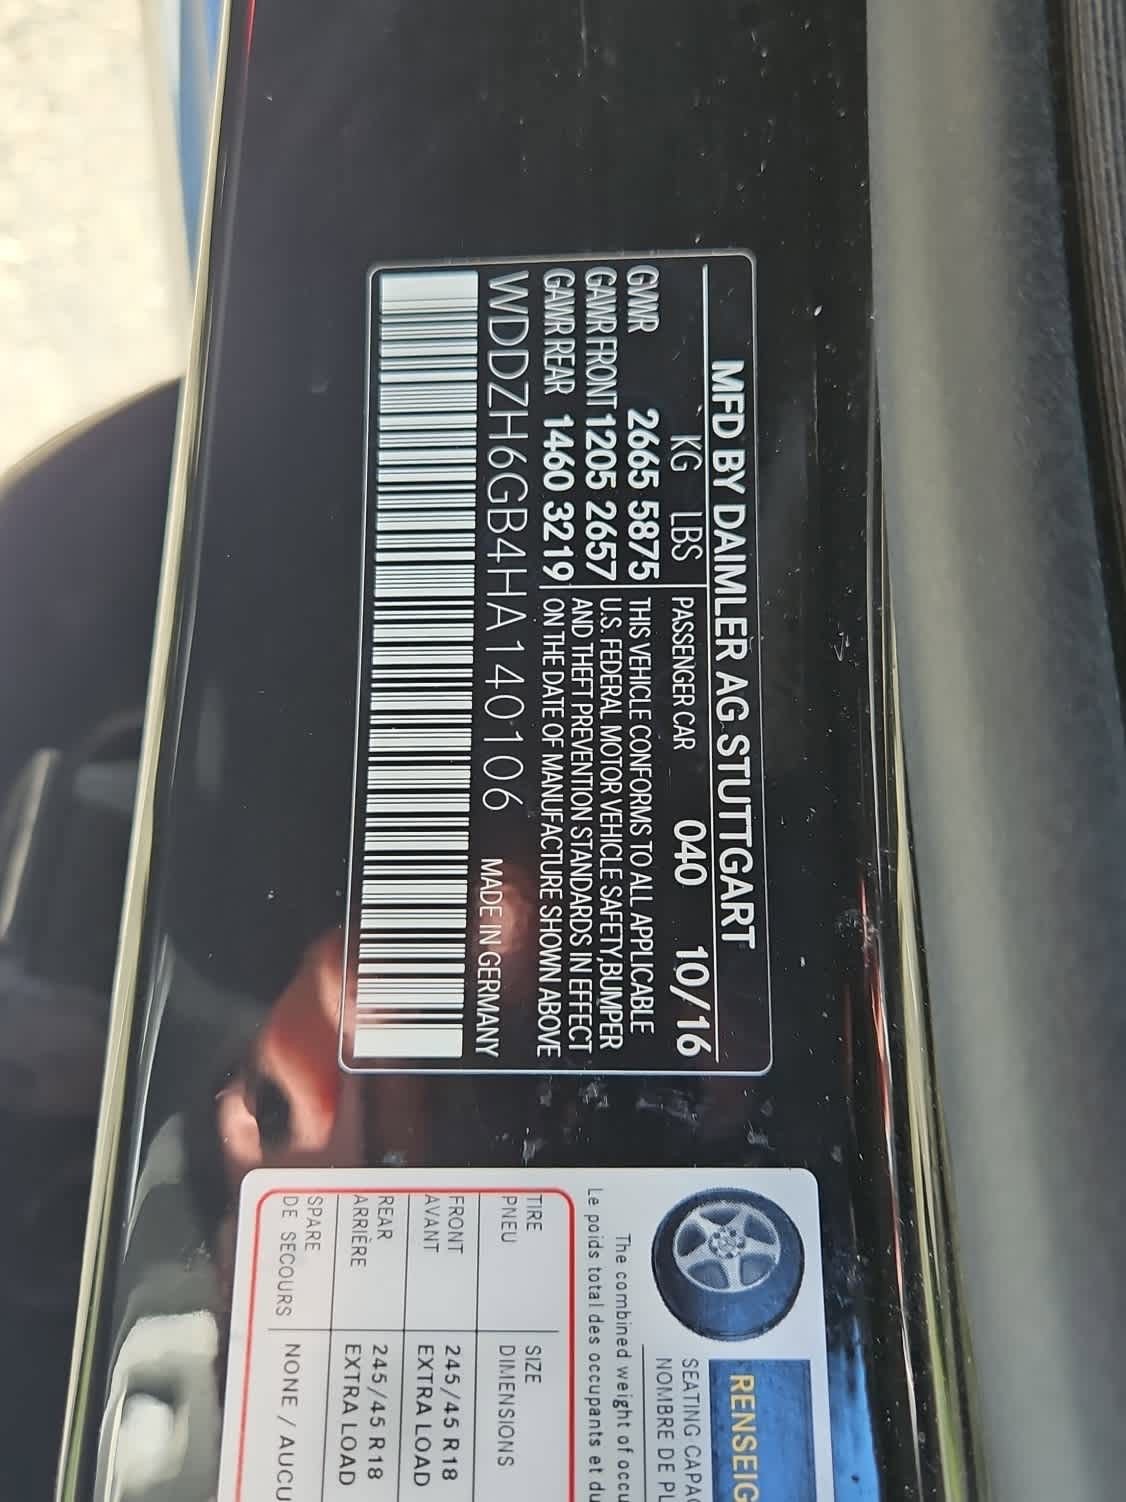 MFD BY DAIMLER AG STUTTGART
KG LBS PASSENGER CAR 040 10/16
GVWR 2665 5875
GAWR FRONT 1205 2657
GAWR REAR 1460 3219
THIS VEHICLE CONFORMS TO ALL APPLICABLE
U.S. FEDERAL MOTOR VEHICLE SAFETY,BUMPER
AND THEFT PREVENTION STANDARDS IN EFFECT
ON THE DATE OF MANUFACTURE SHOWN ABOVE
WDDZH6GB4HA140106 MADE IN GERMANY
RENSEIG
SEATING CAPAC
NOMBRE DE PL
The combined weight of occu
Le poids total des occupants et du
TIRE SIZE
PNEU DIMENSIONS
FRONT 245/45 R18
AVANT EXTRA LOAD
REAR 245/45 R18
ARRIÈRE EXTRA LOAD
SPARE
DE SECOURS NONE / AUCU